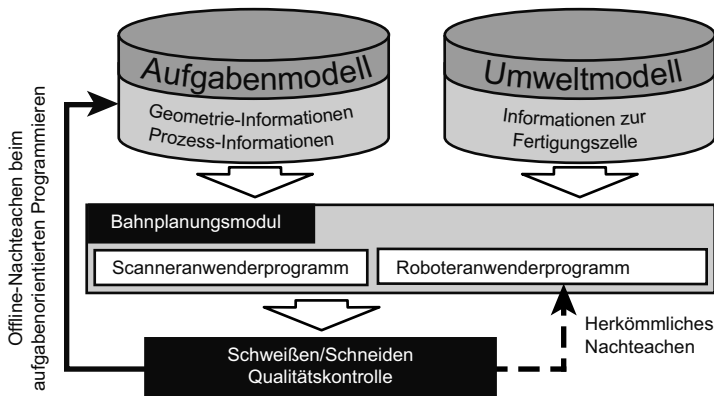 Aufgabenmodell
Geometrie-Informationen
Prozess-Informationen
Umweltmodell
Informationen zur
Fertigungszelle
Offline-Nachteachen beim
aufgabenorientierten Programmieren
Bahnplanungsmodul
Scanneranwenderprogramm
Roboteranwenderprogramm
Schweißen/Schneiden
Qualitätskontrolle
Herkömmliches
Nachteachen